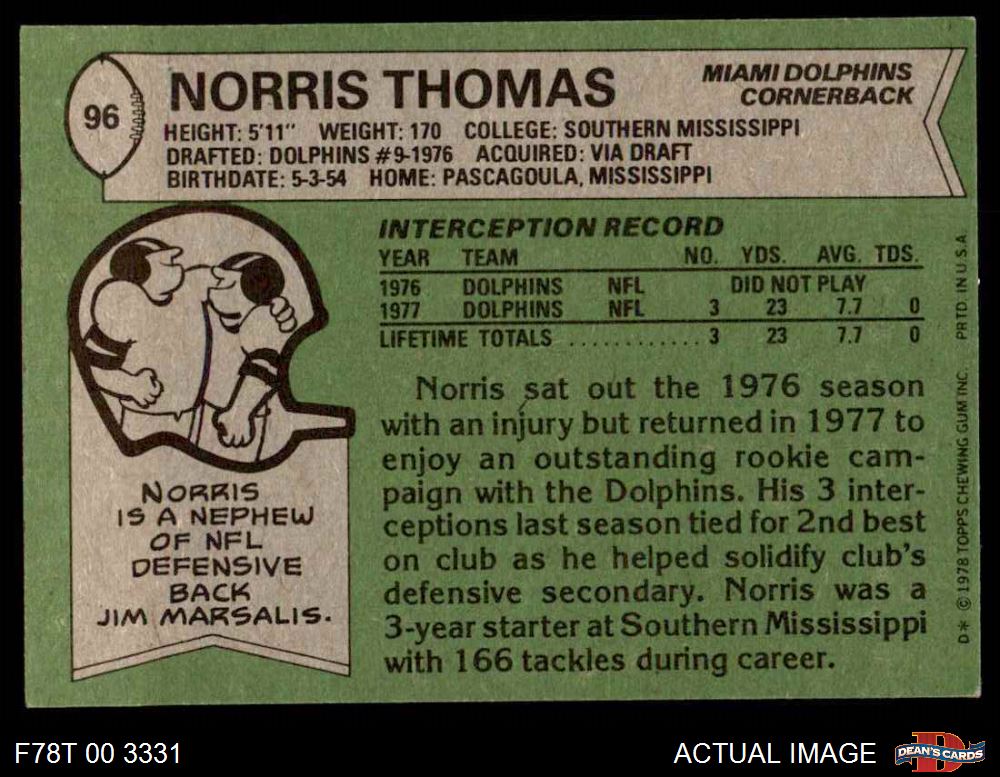 96
NORRIS THOMAS
MIAMI DOLPHINS
CORNERBACK
HEIGHT: 5'11" WEIGHT: 170 COLLEGE: SOUTHERN MISSISSIPPI
DRAFTED: DOLPHINS #9-1976 ACQUIRED: VIA DRAFT
BIRTHDATE: 5-3-54 HOME: PASCAGOULA, MISSISSIPPI
INTERCEPTION RECORD
YEAR TEAM NO. YDS. AVG. TDS.
1976 DOLPHINS NFL DID NOT PLAY
1977 DOLPHINS NFL 3 23 7.7 0
LIFETIME TOTALS ............ 3 23 7.7 0
Norris sat out the 1976 season
with an injury but returned in 1977 to
enjoy an outstanding rookie cam-
paign with the Dolphins. His 3 inter-
ceptions last season tied for 2nd best
on club as he helped solidify club's
defensive secondary. Norris was a
3-year starter at Southern Mississippi
with 166 tackles during career.
NORRIS
IS A NEPHEW
OF NFL
DEFENSIVE
BACK
JIM MARSALIS.
D* © 1978 TOPPS CHEWING GUM INC. PRTD. IN U.S.A.
F78T 00 3331
ACTUAL IMAGE
D
DEAN'S CARDS